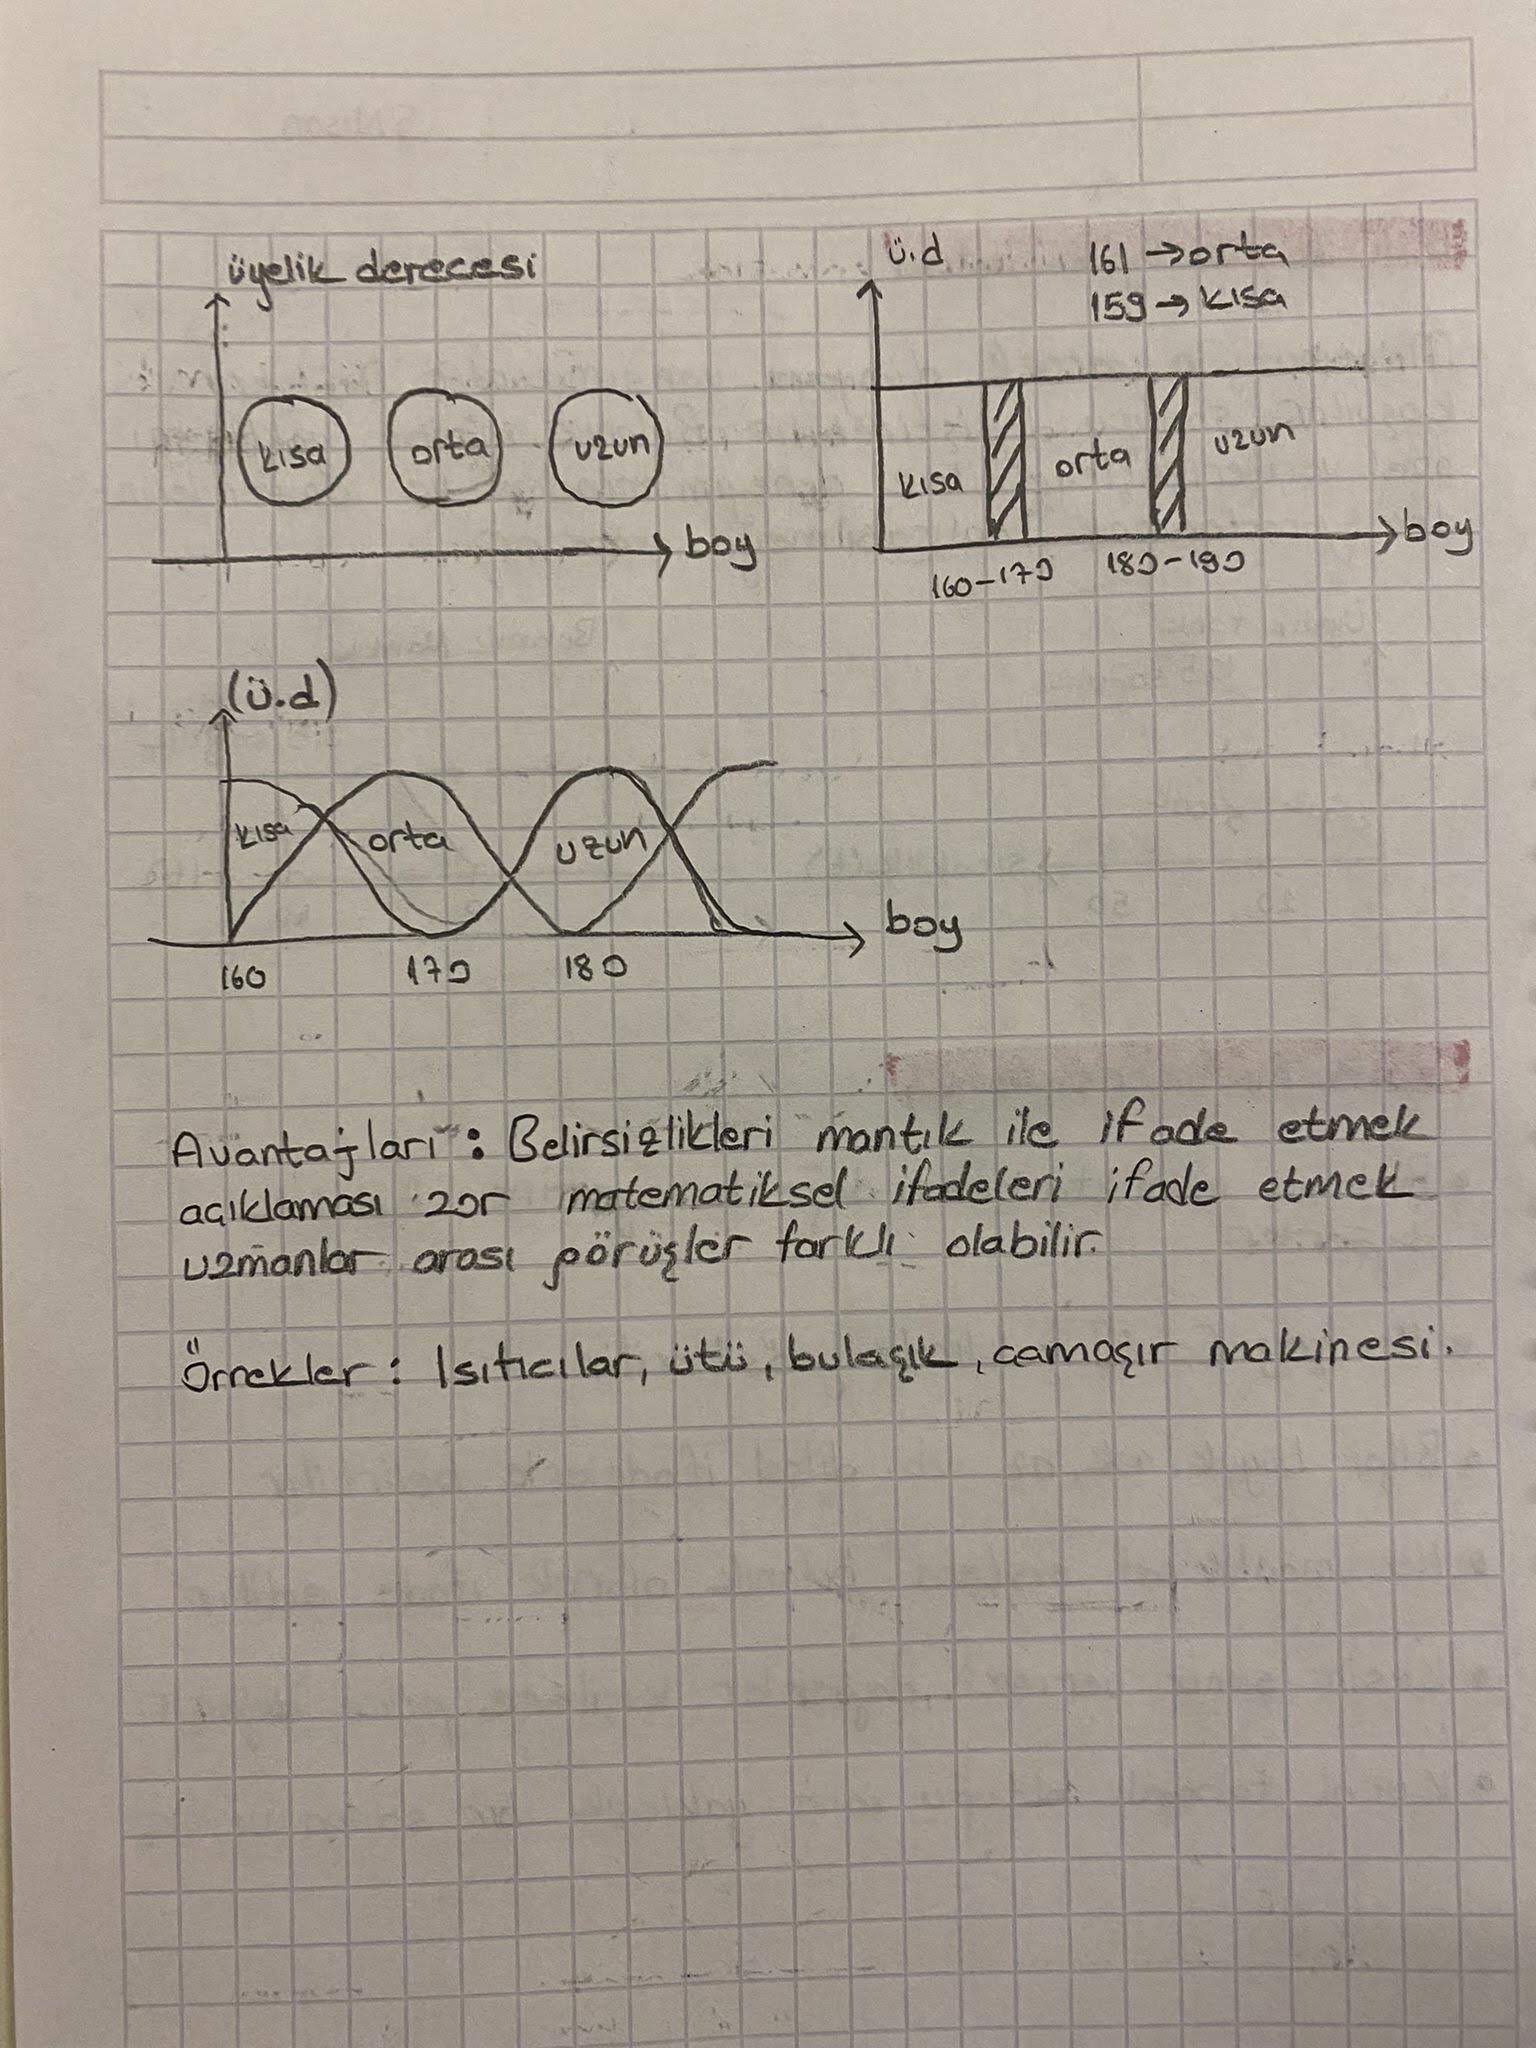 üyelik derecesi
kısa
orta
uzun
boy
ü.d
161 → orta
159 → kısa
kısa
orta
uzun
boy
160-170
180-190
(Ü.d)
kısa
orta
uzun
boy
160
170
180
Avantajları : Belirsizlikleri mantık ile ifade etmek
açıklaması zor matematiksel ifadeleri ifade etmek
uzmanlar arası görüşler farklı olabilir.
Örnekler : Isıtıcılar, ütü, bulaşık, çamaşır makinesi.